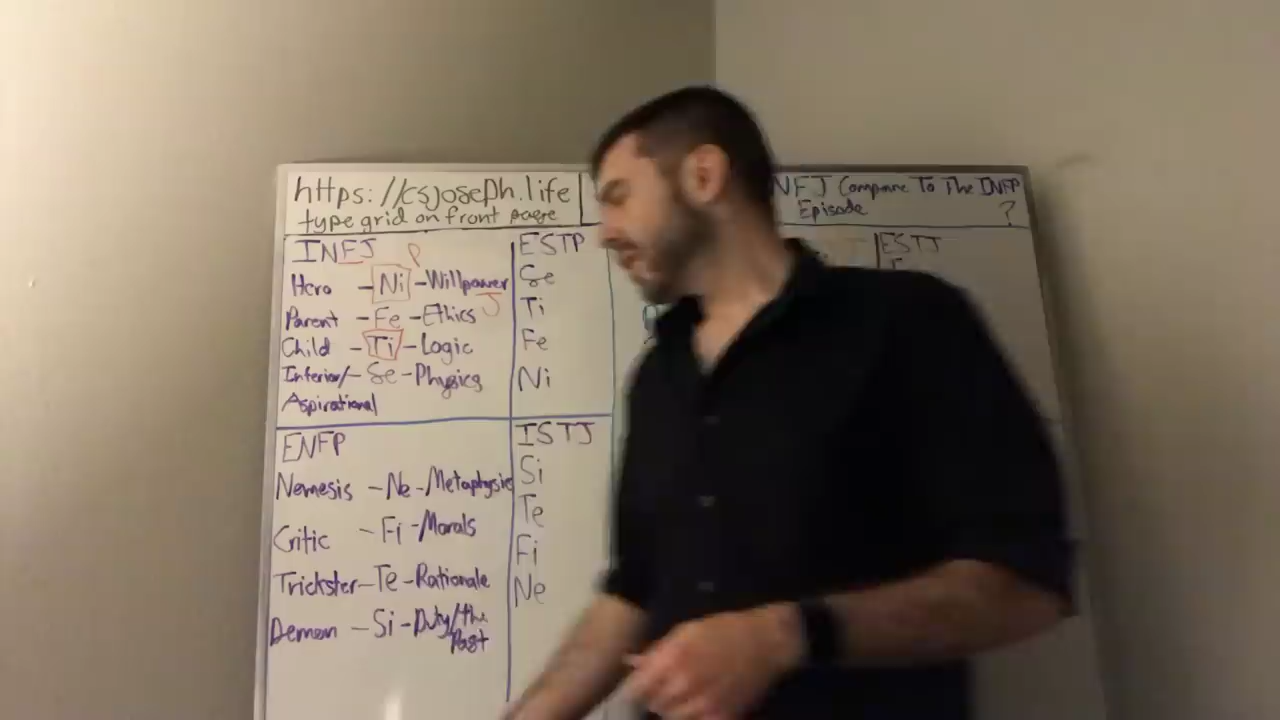 https://csjoseph.life
type grid on front page
NFJ Compare To The INFP
Episode ?
INFJ P
Hero - Ni - Willpower
J
Parent - Fe - Ethics
Child - Ti - Logic
Inferior/ - Se - Physics
Aspirational
ESTP
Se
Ti
Fe
Ni
ESTJ
ENFP
Nemesis - Ne - Metaphysic
Critic - Fi - Morals
Trickster - Te - Rationale
Demon - Si - Duty/the
Past
ISTJ
Si
Te
Fi
Ne